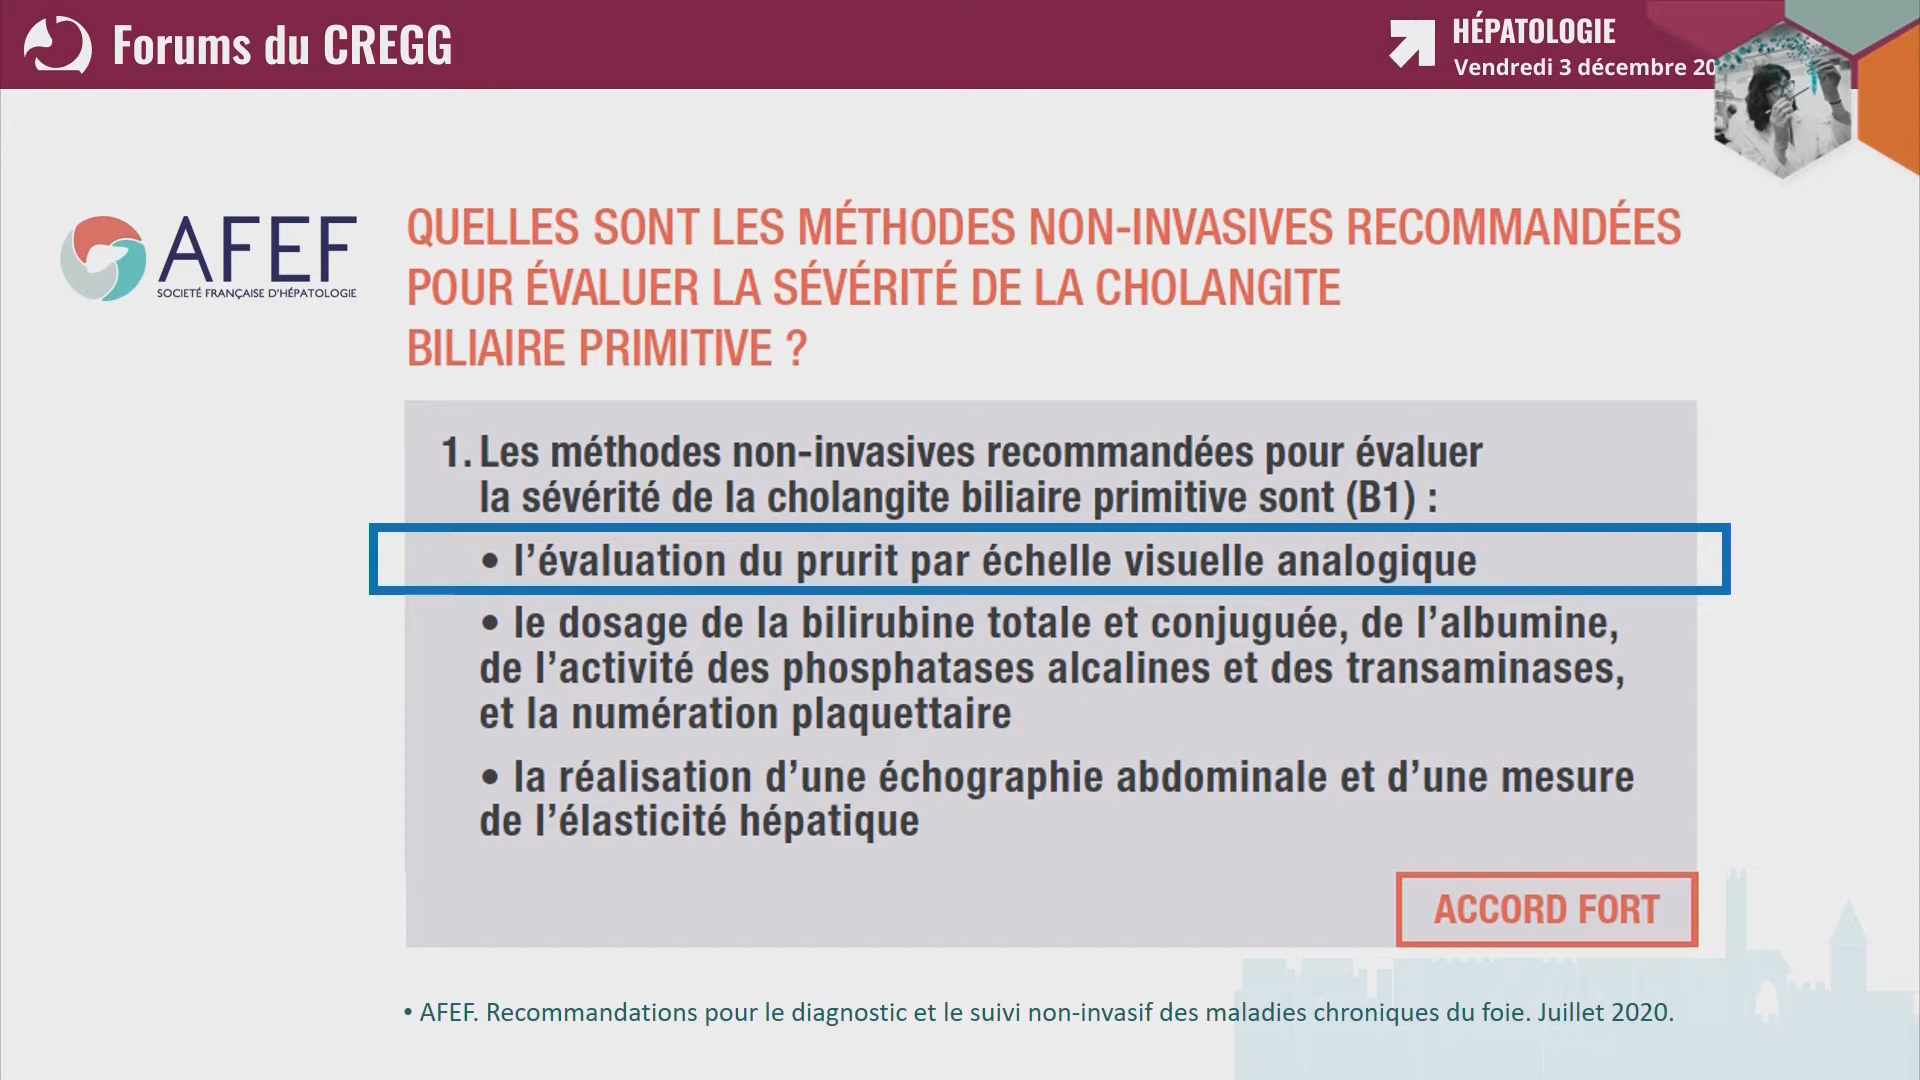 Forums du CREGG
HÉPATOLOGIE
Vendredi 3 décembre 20
AFEF
SOCIETÉ FRANÇAISE D'HÉPATOLOGIE
QUELLES SONT LES MÉTHODES NON-INVASIVES RECOMMANDÉES
POUR ÉVALUER LA SÉVÉRITÉ DE LA CHOLANGITE
BILIAIRE PRIMITIVE ?
1. Les méthodes non-invasives recommandées pour évaluer
la sévérité de la cholangite biliaire primitive sont (B1) :
• l’évaluation du prurit par échelle visuelle analogique
• le dosage de la bilirubine totale et conjuguée, de l’albumine,
de l’activité des phosphatases alcalines et des transaminases,
et la numération plaquettaire
• la réalisation d’une échographie abdominale et d’une mesure
de l’élasticité hépatique
ACCORD FORT
• AFEF. Recommandations pour le diagnostic et le suivi non-invasif des maladies chroniques du foie. Juillet 2020.